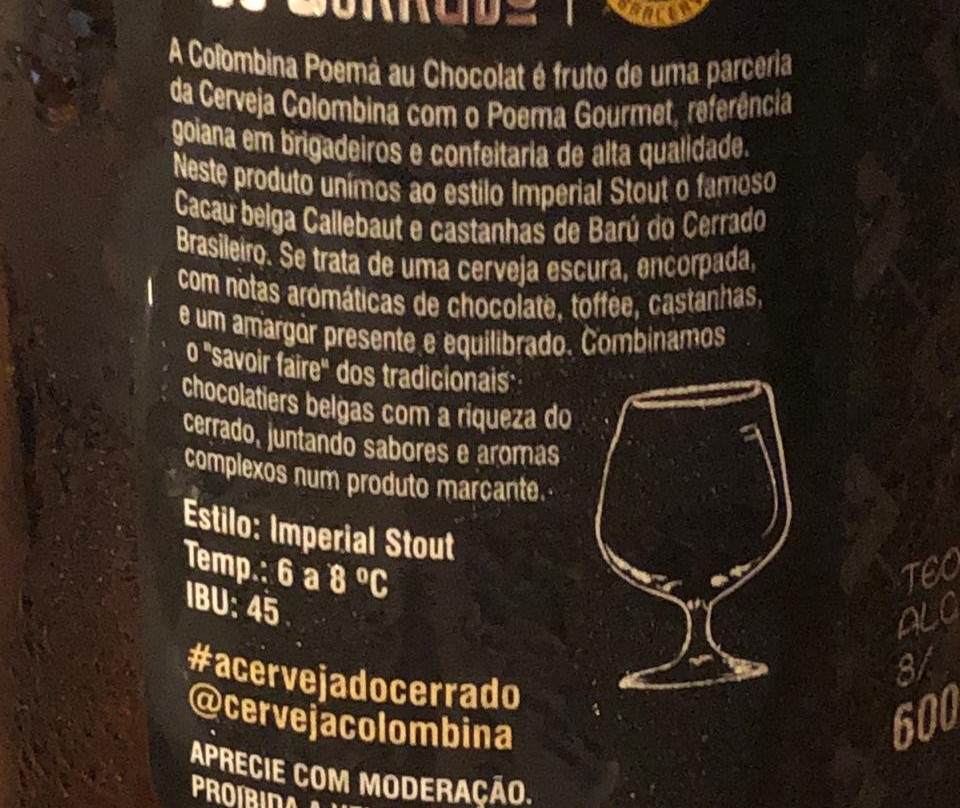 A Colombina Poema au Chocolat é fruto de uma parceria
da Cerveja Colombina com o Poema Gourmet, referência
goiana em brigadeiros e confeitaria de alta qualidade.
Neste produto unimos ao estilo Imperial Stout o famoso
Cacau belga Callebaut e castanhas de Barú do Cerrado
Brasileiro. Se trata de uma cerveja escura, encorpada,
com notas aromáticas de chocolate, toffee, castanhas,
e um amargor presente e equilibrado. Combinamos
o "savoir faire" dos tradicionais
chocolatiers belgas com a riqueza do
cerrado, juntando sabores e aromas
complexos num produto marcante.
Estilo: Imperial Stout
Temp.: 6 a 8 ºC
IBU: 45
#acervejadocerrado
@cervejacolombina
APRECIE COM MODERAÇÃO.
PROIBIDA A
TEO
ALC
8/
600